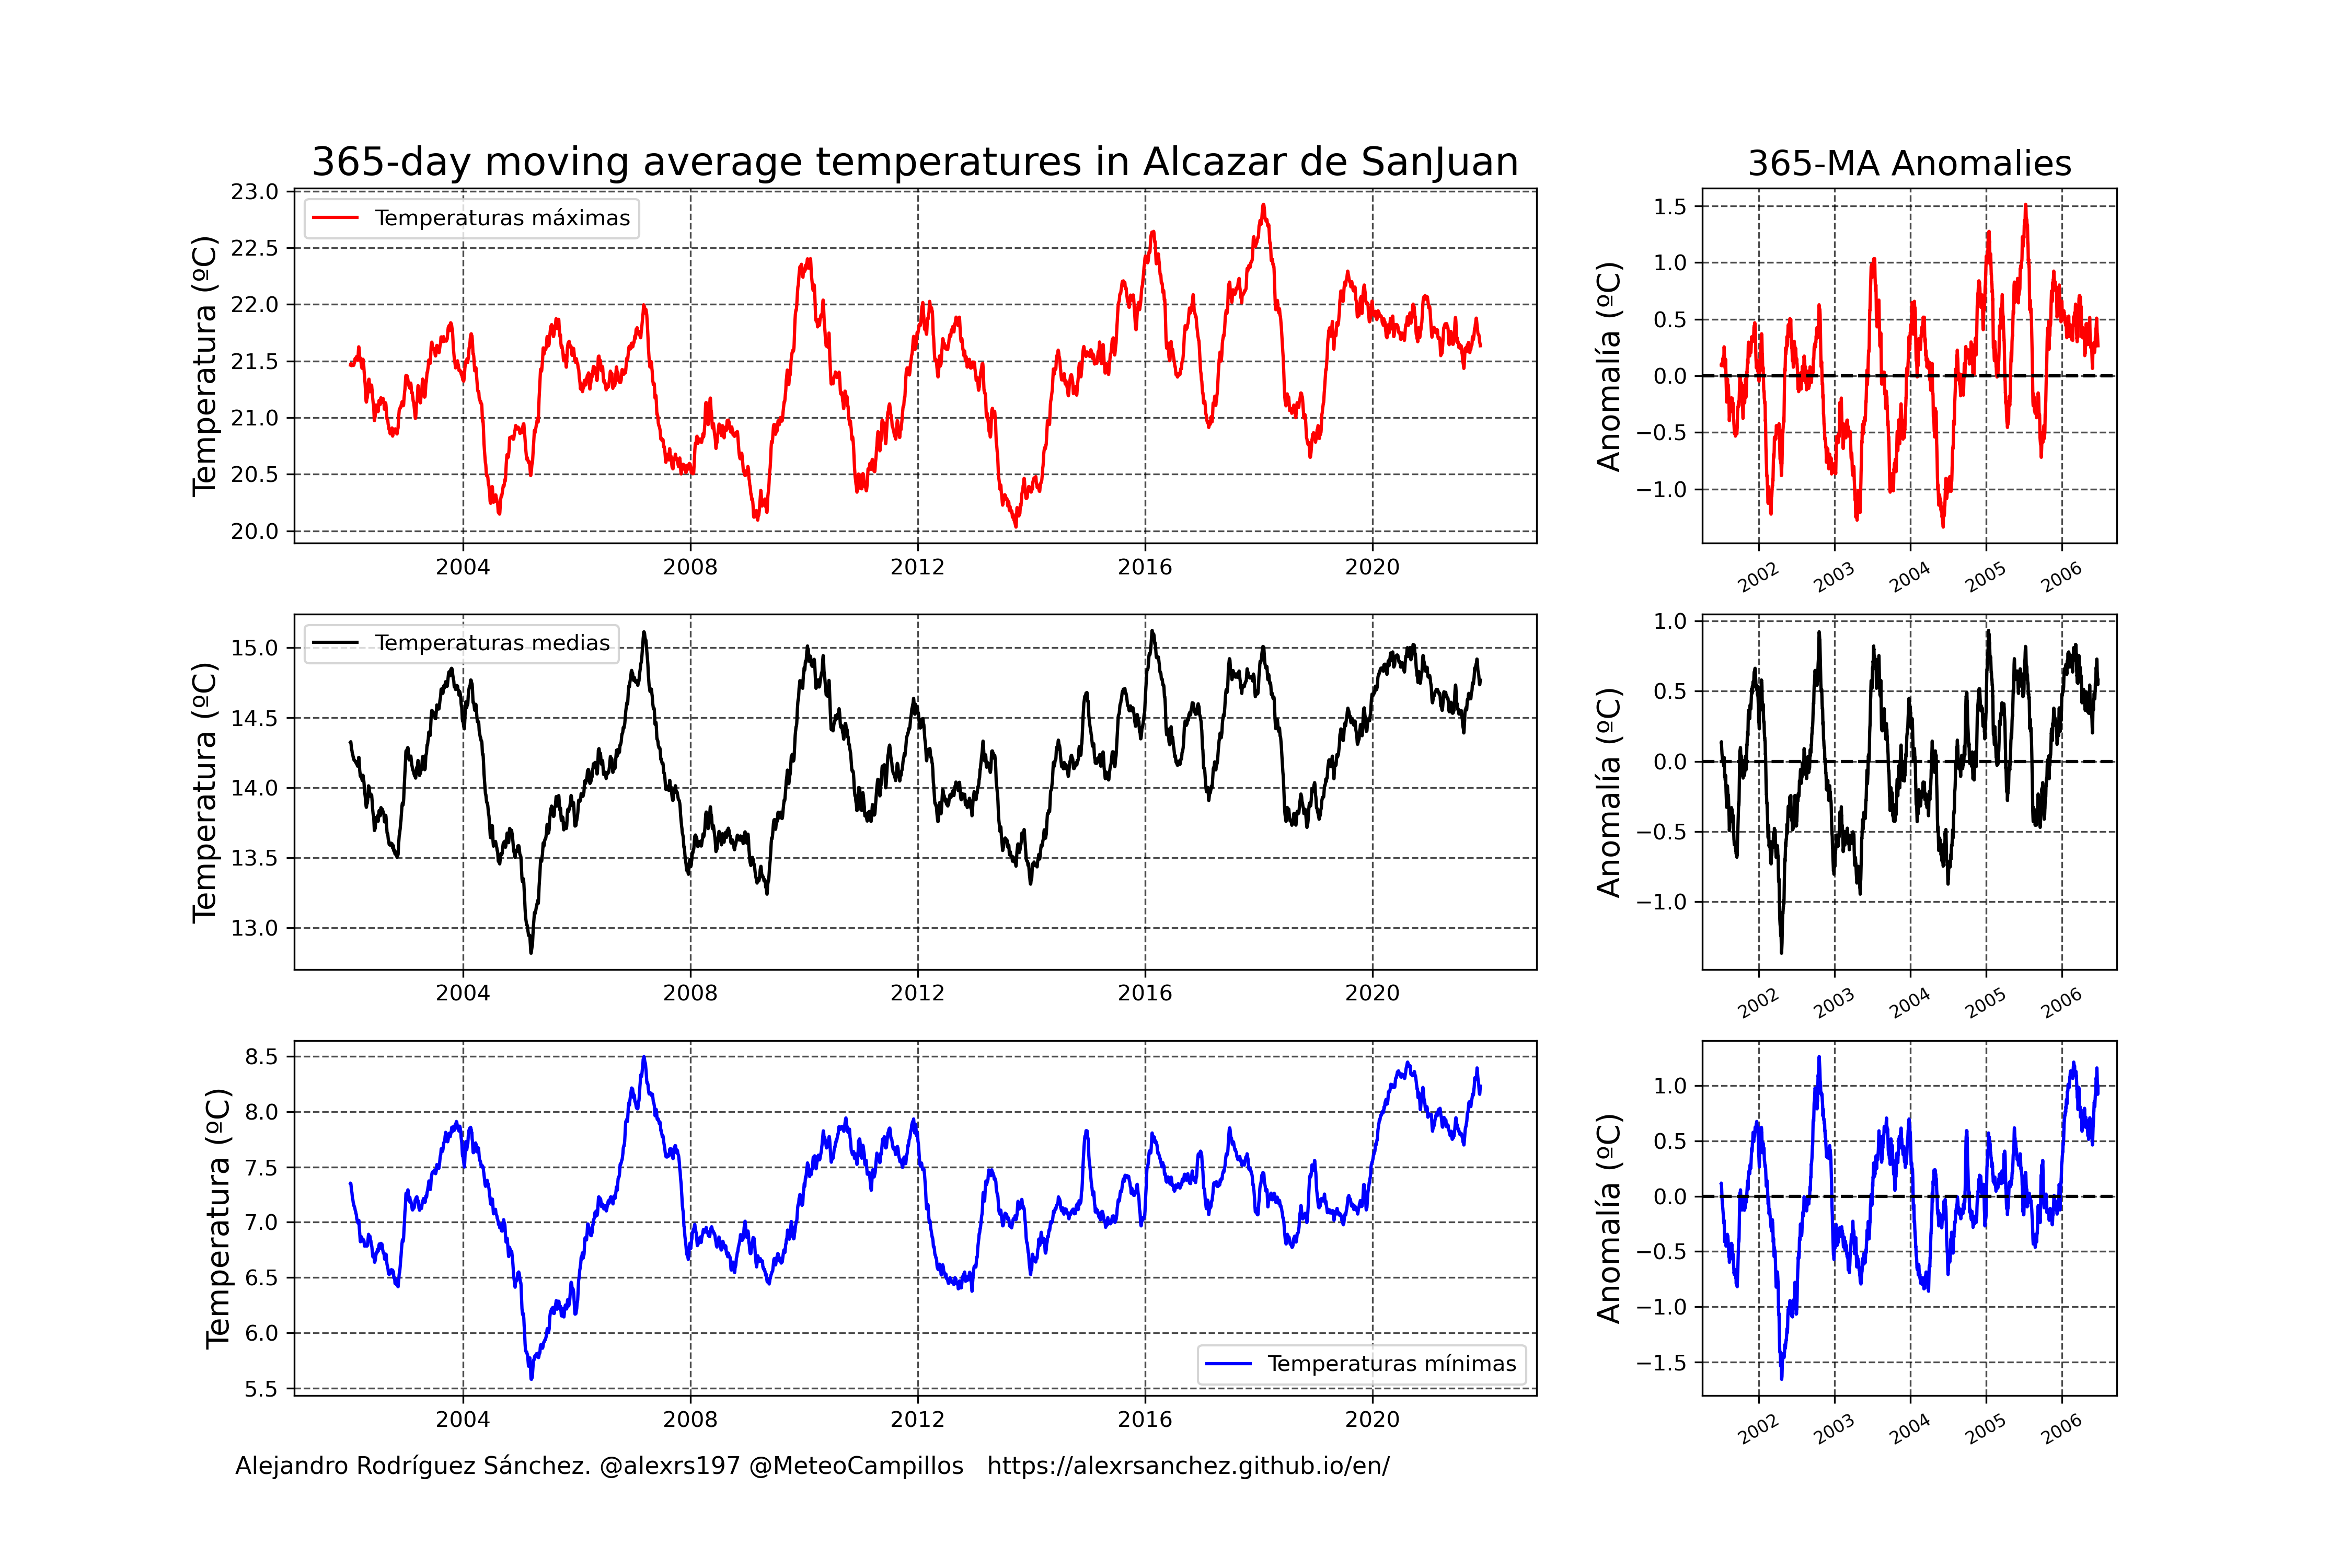 365-day moving average temperatures in Alcazar de SanJuan
365-MA Anomalies
Temperatura (ºC)
23.0
22.5
22.0
21.5
21.0
20.5
20.0
Temperaturas máximas
2004 2008 2012 2016 2020
Anomalía (ºC)
1.5
1.0
0.5
0.0
−0.5
−1.0
2002 2003 2004 2005 2006
Temperatura (ºC)
15.0
14.5
14.0
13.5
13.0
Temperaturas medias
2004 2008 2012 2016 2020
Anomalía (ºC)
1.0
0.5
0.0
−0.5
−1.0
2002 2003 2004 2005 2006
Temperatura (ºC)
8.5
8.0
7.5
7.0
6.5
6.0
5.5
Temperaturas mínimas
2004 2008 2012 2016 2020
Anomalía (ºC)
1.0
0.5
0.0
−0.5
−1.0
−1.5
2002 2003 2004 2005 2006
Alejandro Rodríguez Sánchez. @alexrs197 @MeteoCampillos https://alexrsanchez.github.io/en/